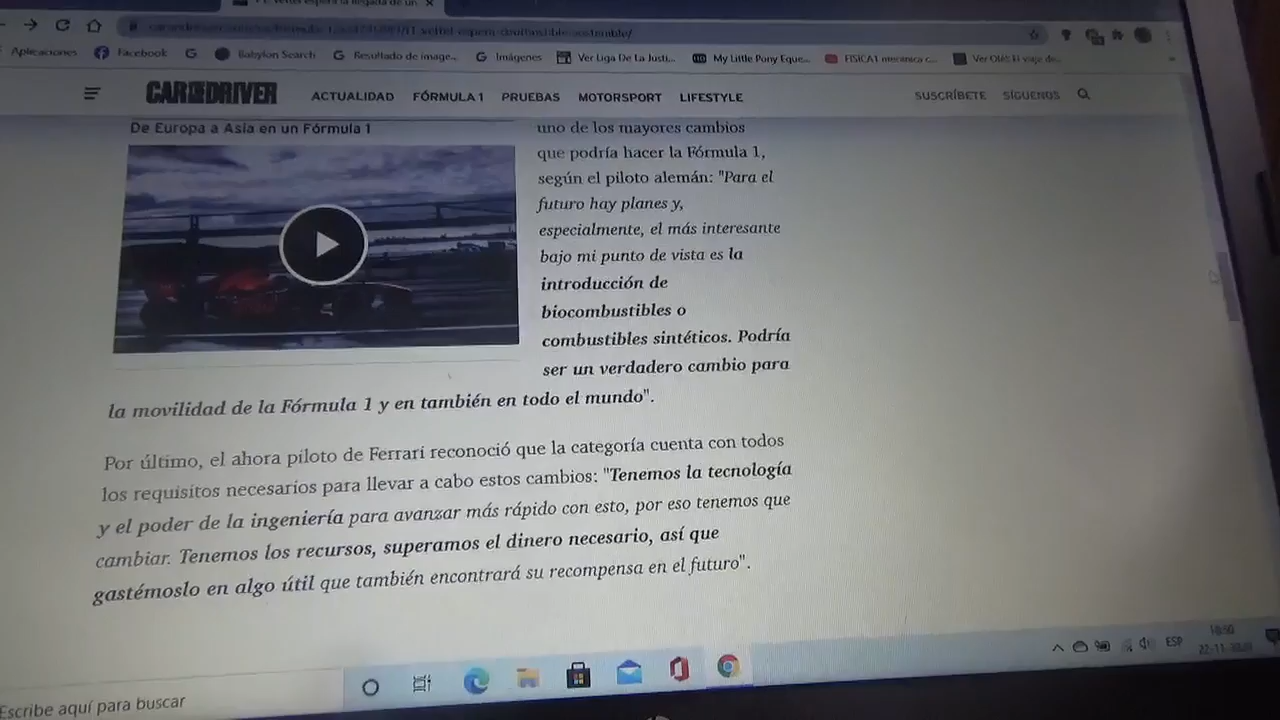 Aplicaciones Facebook G Babylon Search Resultado de image... Imágenes Ver Liga De La Justi... My Little Pony Eque... FISICA1 mecánica c...
CAR AND DRIVER ACTUALIDAD FÓRMULA 1 PRUEBAS MOTORSPORT LIFESTYLE SUSCRÍBETE SÍGUENOS
De Europa a Asia en un Fórmula 1
uno de los mayores cambios
que podría hacer la Fórmula 1,
según el piloto alemán: "Para el
futuro hay planes y,
especialmente, el más interesante
bajo mi punto de vista es la
introducción de
biocombustibles o
combustibles sintéticos. Podría
ser un verdadero cambio para
la movilidad de la Fórmula 1 y en también en todo el mundo".
Por último, el ahora piloto de Ferrari reconoció que la categoría cuenta con todos
los requisitos necesarios para llevar a cabo estos cambios: "Tenemos la tecnología
y el poder de la ingeniería para avanzar más rápido con esto, por eso tenemos que
cambiar. Tenemos los recursos, superamos el dinero necesario, así que
gastémoslo en algo útil que también encontrará su recompensa en el futuro".
Escribe aquí para buscar
ESP